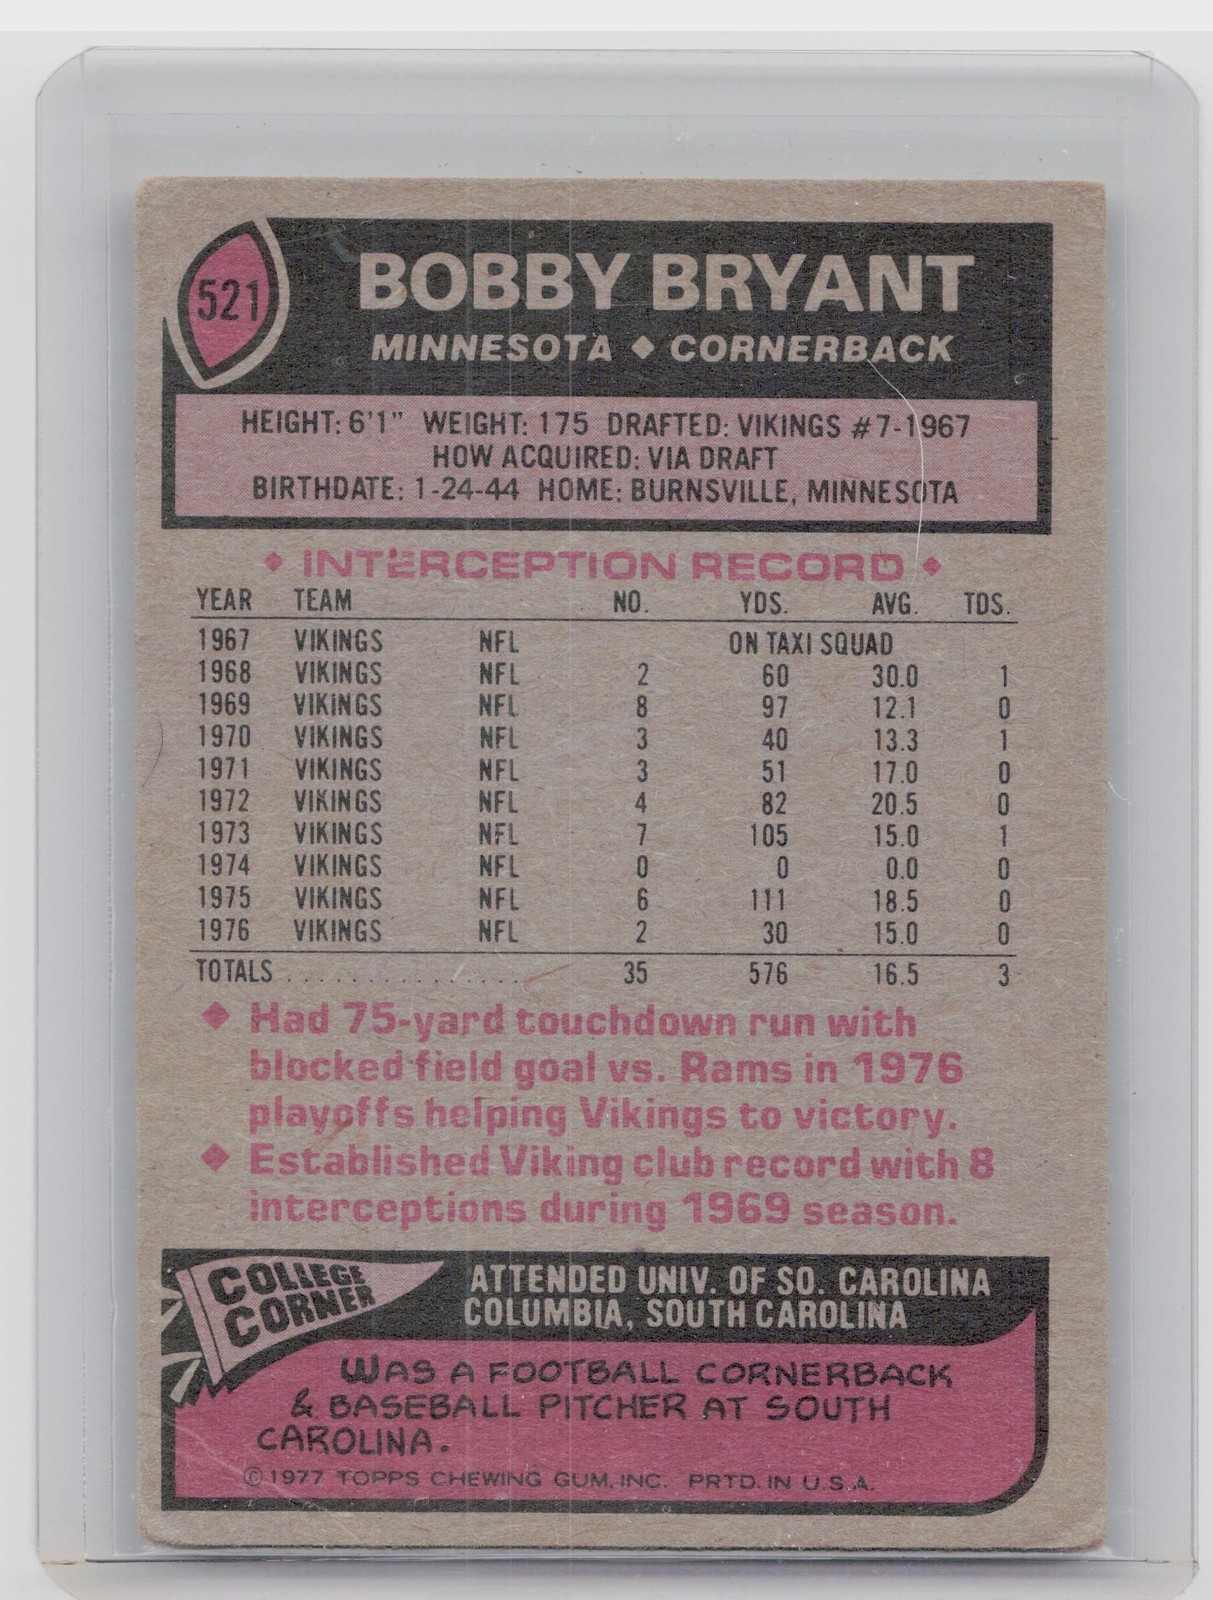 521
BOBBY BRYANT
MINNESOTA ♦ CORNERBACK
HEIGHT: 6'1" WEIGHT: 175 DRAFTED: VIKINGS #7-1967
HOW ACQUIRED: VIA DRAFT
BIRTHDATE: 1-24-44 HOME: BURNSVILLE, MINNESOTA
♦ INTERCEPTION RECORD ♦
YEAR TEAM NO. YDS. AVG. TDS.
1967 VIKINGS NFL ON TAXI SQUAD
1968 VIKINGS NFL 2 60 30.0 1
1969 VIKINGS NFL 8 97 12.1 0
1970 VIKINGS NFL 3 40 13.3 1
1971 VIKINGS NFL 3 51 17.0 0
1972 VIKINGS NFL 4 82 20.5 0
1973 VIKINGS NFL 7 105 15.0 1
1974 VIKINGS NFL 0 0 0.0 0
1975 VIKINGS NFL 6 111 18.5 0
1976 VIKINGS NFL 2 30 15.0 0
TOTALS . . . . . . . . . . . . . . . 35 576 16.5 3
♦ Had 75-yard touchdown run with
blocked field goal vs. Rams in 1976
playoffs helping Vikings to victory.
♦ Established Viking club record with 8
interceptions during 1969 season.
COLLEGE
CORNER
ATTENDED UNIV. OF SO. CAROLINA
COLUMBIA, SOUTH CAROLINA
WAS A FOOTBALL CORNERBACK
& BASEBALL PITCHER AT SOUTH
CAROLINA.
© 1977 TOPPS CHEWING GUM, INC. PRTD. IN U.S.A.